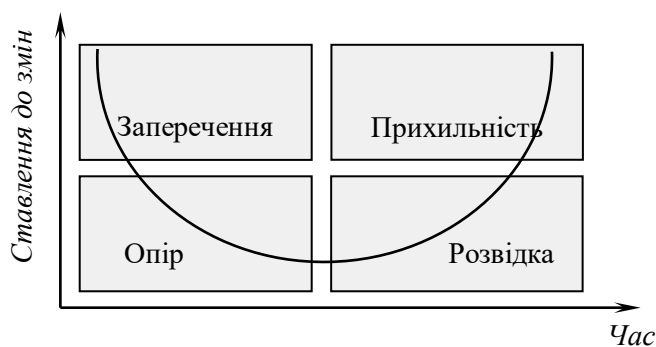 Ставлення до змін
Заперечення
Прихильність
Опір
Розвідка
Час